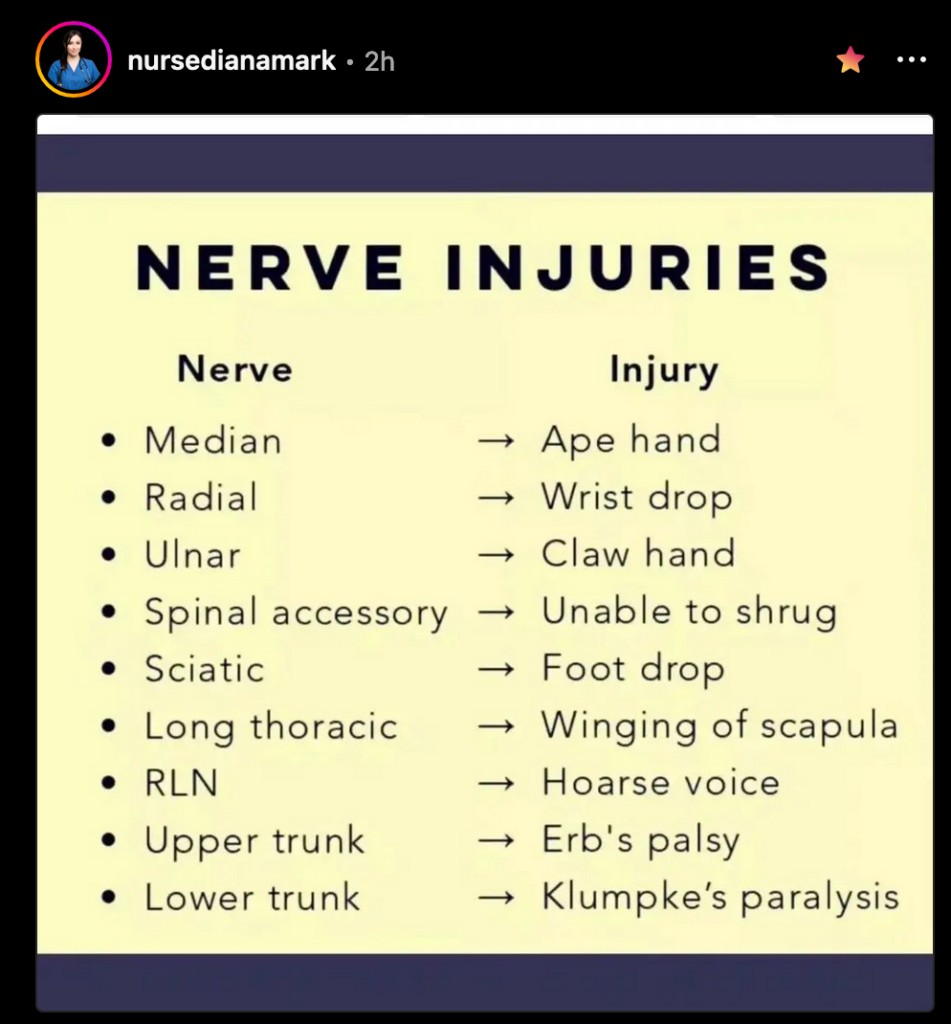 nursedianamark • 2h
NERVE INJURIES
Nerve Injury
• Median → Ape hand
• Radial → Wrist drop
• Ulnar → Claw hand
• Spinal accessory → Unable to shrug
• Sciatic → Foot drop
• Long thoracic → Winging of scapula
• RLN → Hoarse voice
• Upper trunk → Erb's palsy
• Lower trunk → Klumpke’s paralysis